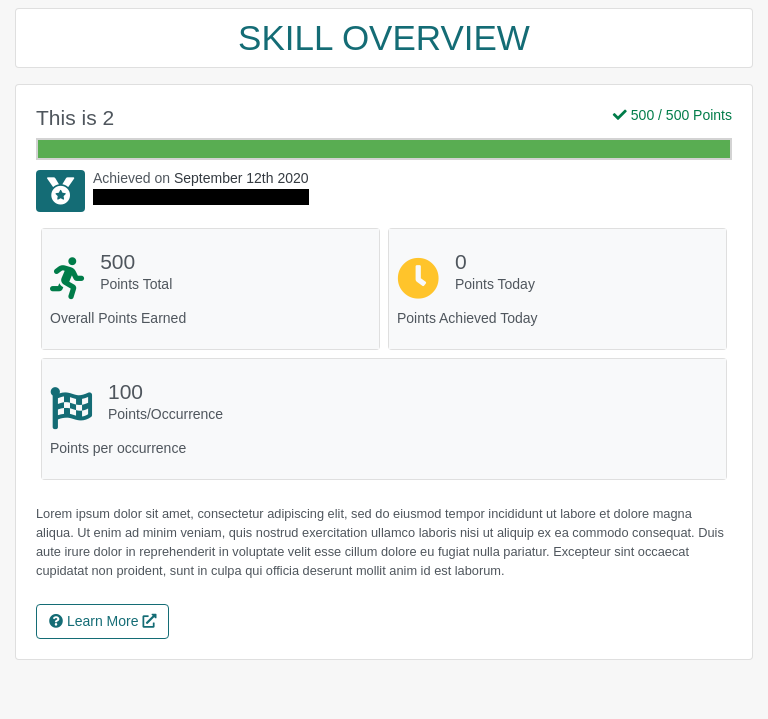 SKILL OVERVIEW
This is 2
500 / 500 Points
Achieved on September 12th 2020
500
Points Total
Overall Points Earned
0
Points Today
Points Achieved Today
100
Points/Occurrence
Points per occurrence
Lorem ipsum dolor sit amet, consectetur adipiscing elit, sed do eiusmod tempor incididunt ut labore et dolore magna
aliqua. Ut enim ad minim veniam, quis nostrud exercitation ullamco laboris nisi ut aliquip ex ea commodo consequat. Duis
aute irure dolor in reprehenderit in voluptate velit esse cillum dolore eu fugiat nulla pariatur. Excepteur sint occaecat
cupidatat non proident, sunt in culpa qui officia deserunt mollit anim id est laborum.
Learn More